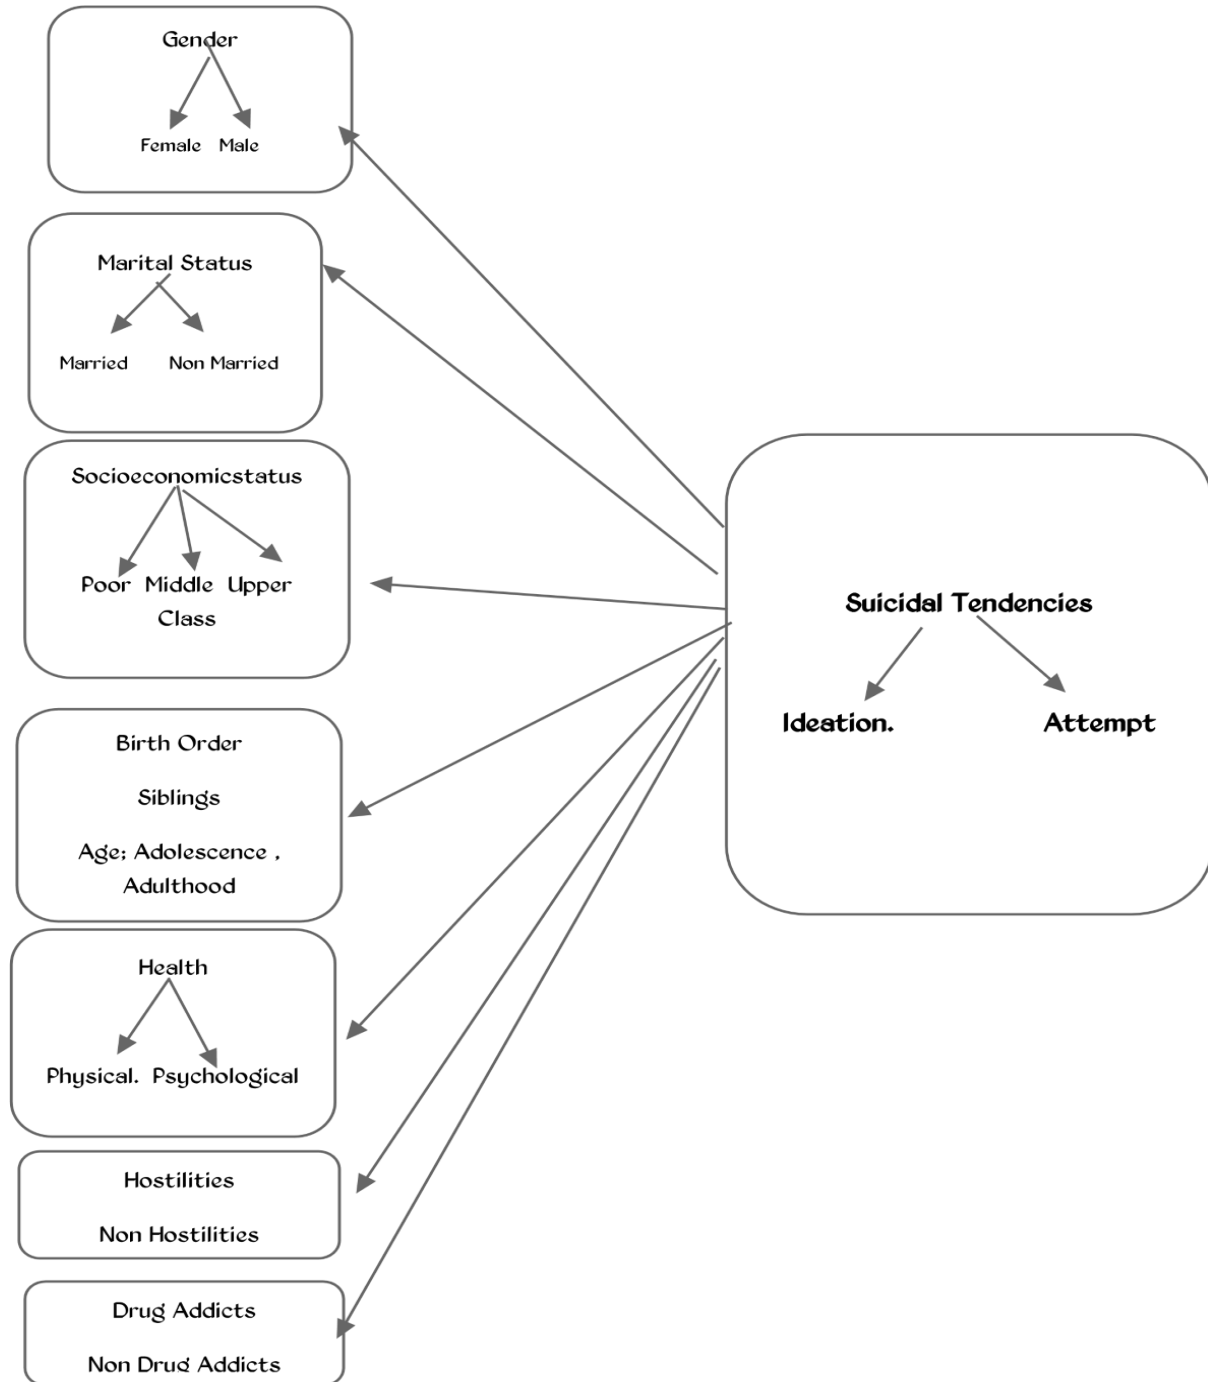 Gender
Female Male
Marital Status
Married Non Married
Socioeconomicstatus
Poor Middle Upper
Class
Birth Order
Siblings
Age; Adolescence ,
Adulthood
Health
Physical. Psychological
Hostilities
Non Hostilities
Drug Addicts
Non Drug Addicts
Suicidal Tendencies
Ideation. Attempt